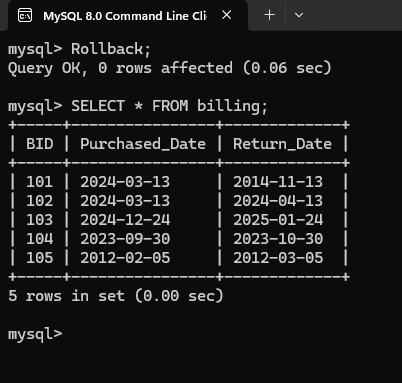 MySQL 8.0 Command Line Cli
mysql> Rollback;
Query OK, 0 rows affected (0.06 sec)
mysql> SELECT * FROM billing;
+-----+----------------+-------------+
| BID | Purchased_Date | Return_Date |
+-----+----------------+-------------+
| 101 | 2024-03-13     | 2014-11-13  |
| 102 | 2024-03-13     | 2024-04-13  |
| 103 | 2024-12-24     | 2025-01-24  |
| 104 | 2023-09-30     | 2023-10-30  |
| 105 | 2012-02-05     | 2012-03-05  |
+-----+----------------+-------------+
5 rows in set (0.00 sec)
mysql>